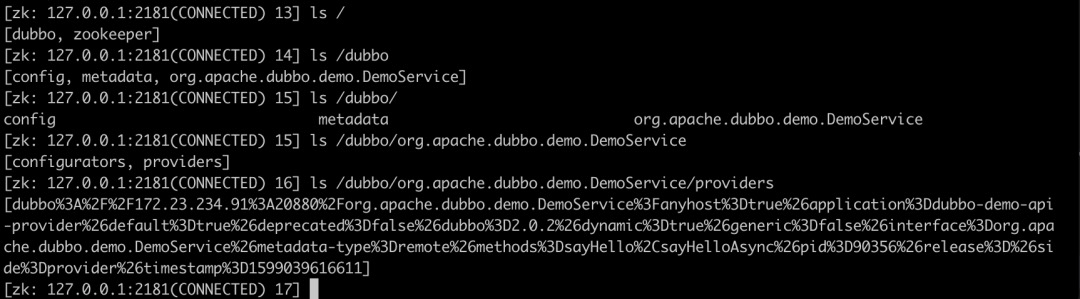 [zk: 127.0.0.1:2181(CONNECTED) 13] ls /
[dubbo, zookeeper]
[zk: 127.0.0.1:2181(CONNECTED) 14] ls /dubbo
[config, metadata, org.apache.dubbo.demo.DemoService]
[zk: 127.0.0.1:2181(CONNECTED) 15] ls /dubbo/
config metadata org.apache.dubbo.demo.DemoService
[zk: 127.0.0.1:2181(CONNECTED) 15] ls /dubbo/org.apache.dubbo.demo.DemoService
[configurators, providers]
[zk: 127.0.0.1:2181(CONNECTED) 16] ls /dubbo/org.apache.dubbo.demo.DemoService/providers
[dubbo%3A%2F%2F172.23.234.91%3A20880%2Forg.apache.dubbo.demo.DemoService%3Fanyhost%3Dtrue%26application%3Ddubbo-demo-api
-provider%26default%3Dtrue%26deprecated%3Dfalse%26dubbo%3D2.0.2%26dynamic%3Dtrue%26generic%3Dfalse%26interface%3Dorg.apa
che.dubbo.demo.DemoService%26metadata-type%3Dremote%26methods%3DsayHello%2CsayHelloAsync%26pid%3D90356%26release%3D%26si
de%3Dprovider%26timestamp%3D1599039616611]
[zk: 127.0.0.1:2181(CONNECTED) 17]